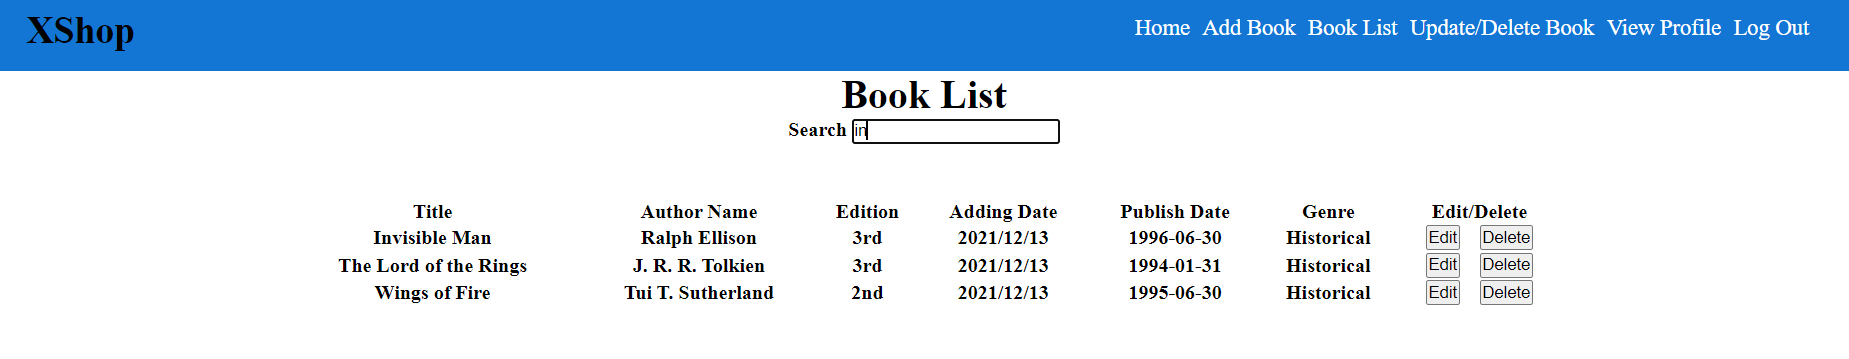 XShop Home Add Book Book List Update/Delete Book View Profile Log Out
Book List
Search in
Title Author Name Edition Adding Date Publish Date Genre Edit/Delete
Invisible Man Ralph Ellison 3rd 2021/12/13 1996-06-30 Historical Edit Delete
The Lord of the Rings J. R. R. Tolkien 3rd 2021/12/13 1994-01-31 Historical Edit Delete
Wings of Fire Tui T. Sutherland 2nd 2021/12/13 1995-06-30 Historical Edit Delete